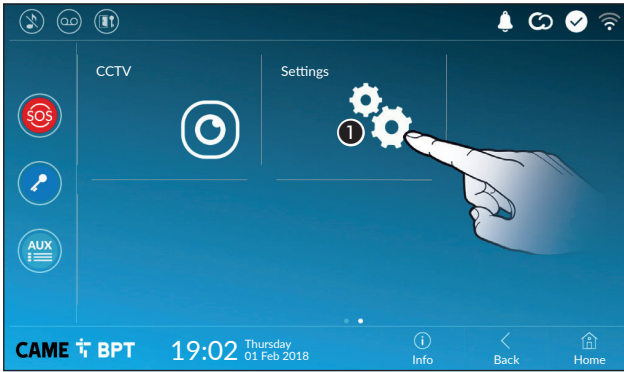 CCTV
Settings
SOS
1
AUX
CAME BPT
19:02
Thursday
01 Feb 2018
Info
Back
Home